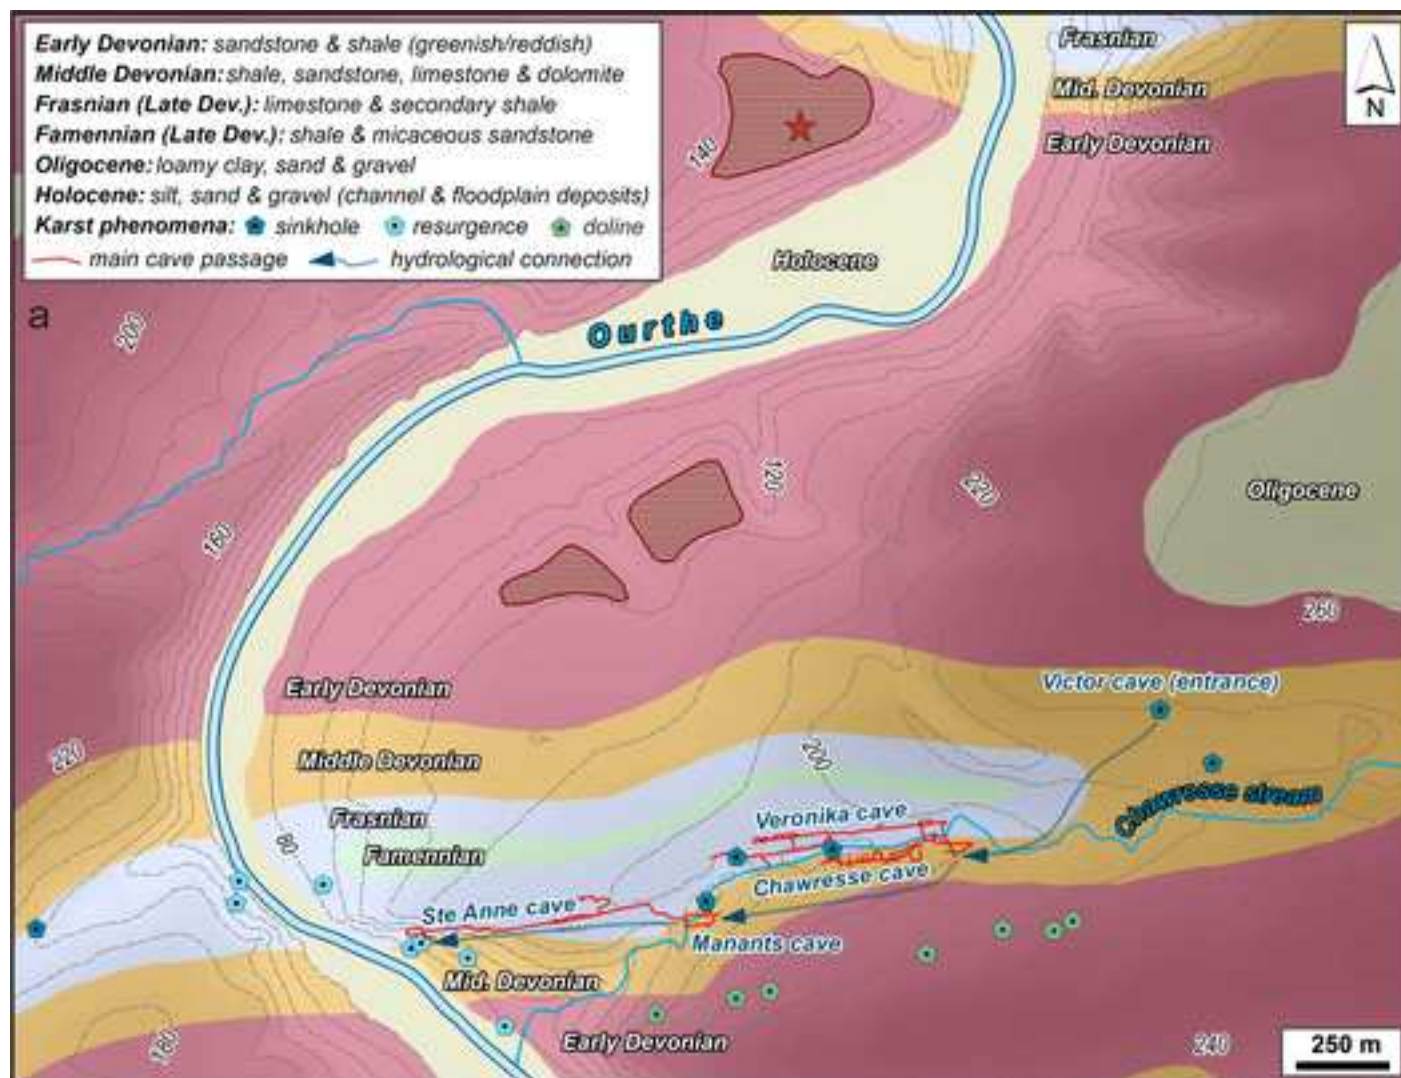 Early Devonian: sandstone & shale (greenish/reddish)
Middle Devonian: shale, sandstone, limestone & dolomite
Frasnian (Late Dev.): limestone & secondary shale
Famennian (Late Dev.): shale & micaceous sandstone
Oligocene: loamy clay, sand & gravel
Holocene: silt, sand & gravel (channel & floodplain deposits)
Karst phenomena: sinkhole resurgence doline
main cave passage hydrological connection
Frasnian
Mid. Devonian
Early Devonian
N
140
Holocene
a
200
Ourthe
120
220
Oligocene
160
260
Early Devonian
Victor cave (entrance)
220
Middle Devonian
200
Chawresse stream
Frasnian
Veronika cave
80
Famennian
Chawresse cave
Ste Anne cave
Manants cave
Mid. Devonian
180
Early Devonian
240
250 m